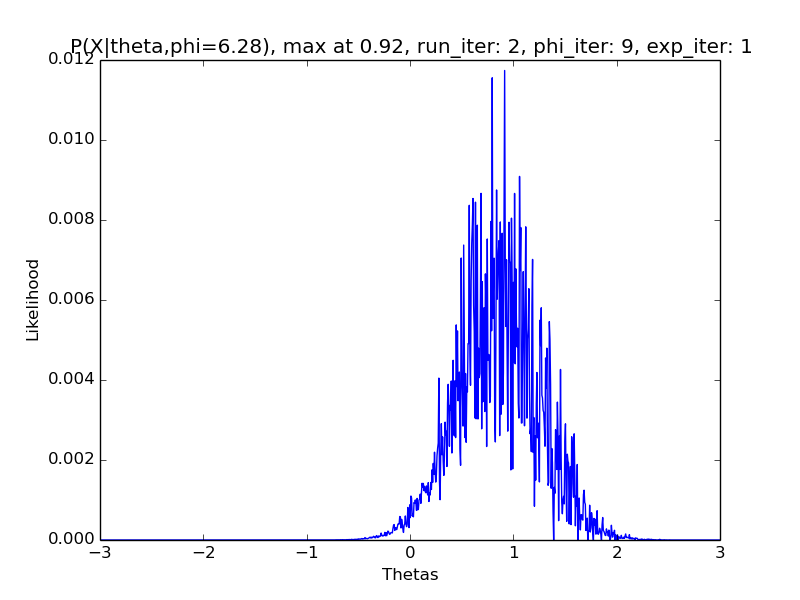 P(X|theta,phi=6.28), max at 0.92, run_iter: 2, phi_iter: 9, exp_iter: 1
0.012
0.010
0.008
0.006
0.004
0.002
0.000
Likelihood
−3 −2 −1 0 1 2 3
Thetas